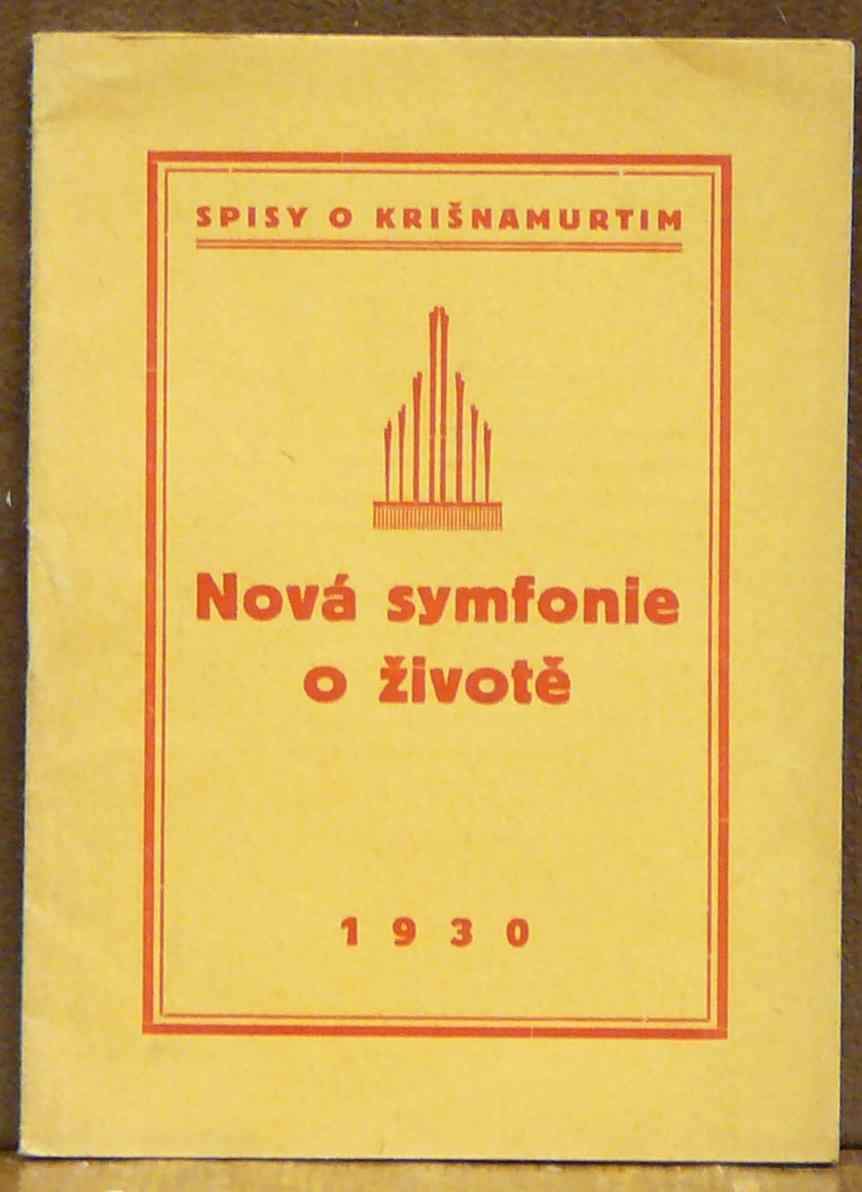 SPISY O KRIŠNAMURTIM
Nová symfonie
o životě
1930